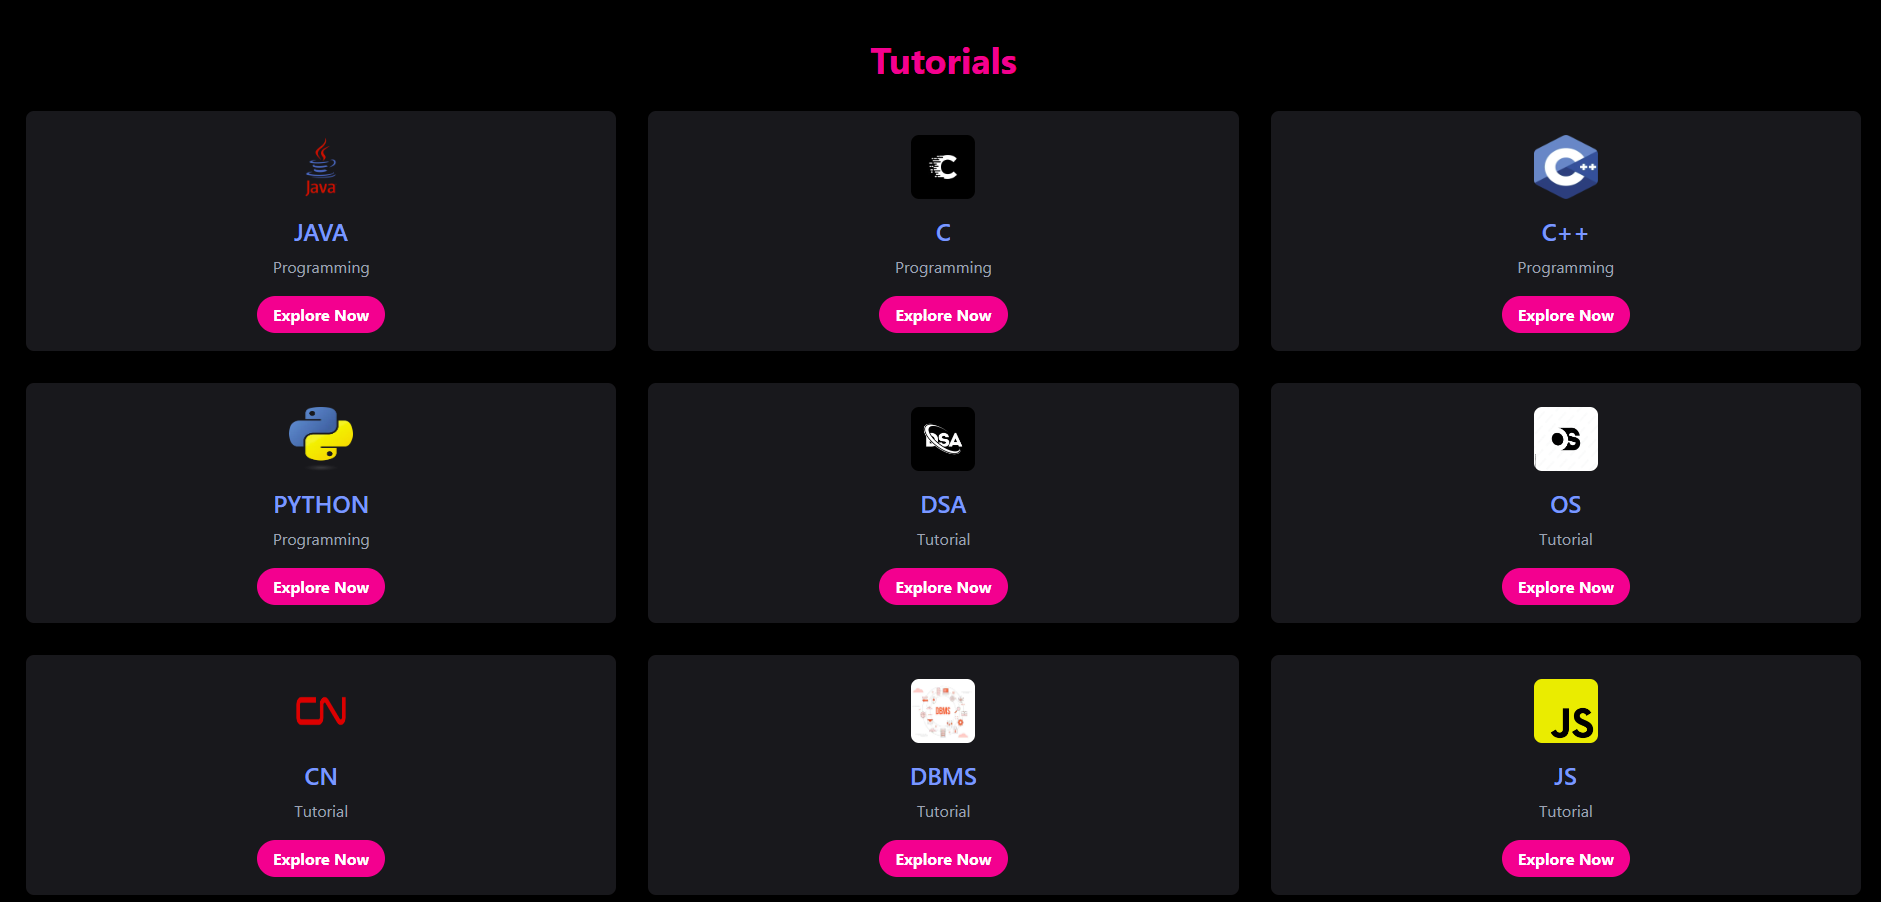 Tutorials
Java
C
C++
JAVA
C
C++
Programming
Programming
Programming
Explore Now
Explore Now
Explore Now
DSA
OS
PYTHON
DSA
OS
Programming
Tutorial
Tutorial
Explore Now
Explore Now
Explore Now
CN
DBMS
JS
CN
DBMS
JS
Tutorial
Tutorial
Tutorial
Explore Now
Explore Now
Explore Now